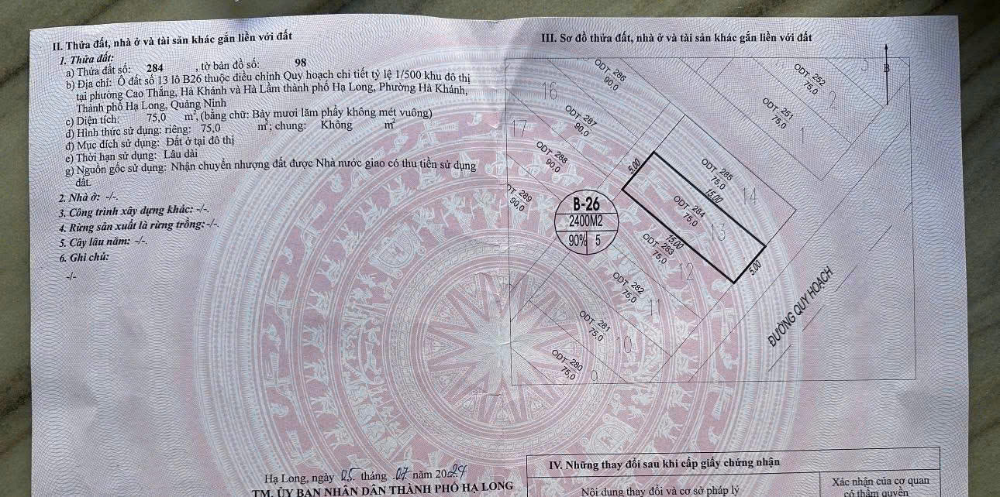 II. Thửa đất, nhà ở và tài sản khác gắn liền với đất
1. Thửa đất:
a) Thửa đất số: 284 , tờ bản đồ số: 98
b) Địa chỉ: Ô đất số 13 lô B26 thuộc điều chỉnh Quy hoạch chi tiết tỷ lệ 1/500 khu đô thị
tại phường Cao Thắng, Hà Khánh và Hà Lầm thành phố Hạ Long, Phường Hà Khánh,
Thành phố Hạ Long, Quảng Ninh
c) Diện tích: 75,0 m², (bằng chữ: Bảy mươi lăm phẩy không mét vuông)
d) Hình thức sử dụng: riêng: 75,0 m²; chung: Không m²
đ) Mục đích sử dụng: Đất ở tại đô thị
e) Thời hạn sử dụng: Lâu dài
g) Nguồn gốc sử dụng: Nhận chuyển nhượng đất được Nhà nước giao có thu tiền sử dụng
đất.
2. Nhà ở: -/-.
3. Công trình xây dựng khác: -/-.
4. Rừng sản xuất là rừng trồng: -/-.
5. Cây lâu năm: -/-.
6. Ghi chú:
-/-
Hạ Long, ngày 05 tháng 07 năm 2024
TM. ỦY BAN NHÂN DÂN THÀNH PHỐ HẠ LONG
III. Sơ đồ thửa đất, nhà ở và tài sản khác gắn liền với đất
B
ODT 286
90.0
16
ODT 287
90.0
17
ODT 288
90.0
289
90.0
ODT 252
75.0
2
ODT 251
75.0
1
ODT 285
75.0
14
5.00
15.00
ODT 284
75.0
13
15.00
5.00
ODT 283
75,0
12
B-26
2400M2
90% 5
ODT 282
75.0
11
ODT 281
75.0
10
ODT 280
75,0
9
ĐƯỜNG QUY HOẠCH
IV. Những thay đổi sau khi cấp giấy chứng nhận
Nội dung thay đổi và cơ sở pháp lý
Xác nhận của cơ quan
có thẩm quyền